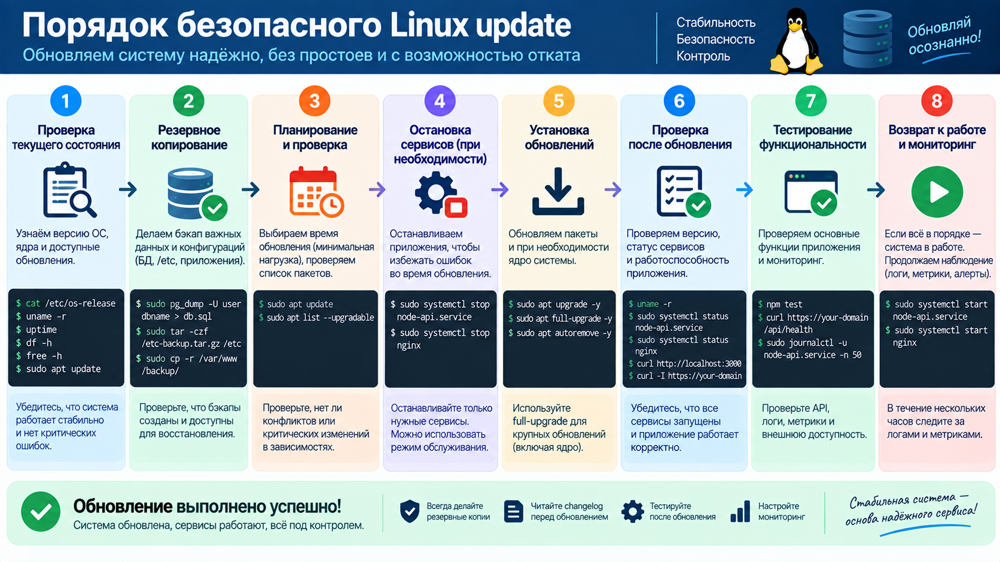 Порядок безопасного Linux update
Обновляем систему надёжно, без простоев и с возможностью отката
Стабильность
Безопасность
Контроль
Обновляй
осознанно!
1
Проверка
текущего состояния
Узнаём версию ОС,
ядра и доступные
обновления.
$ cat /etc/os-release
$ uname -r
$ uptime
$ df -h
$ free -h
$ sudo apt update
Убедитесь, что система
работает стабильно
и нет критических
ошибок.
2
Резервное
копирование
Делаем бэкап важных
данных и конфигураций
(БД, /etc, приложения).
$ sudo pg_dump -U user
dbname > db.sql
$ sudo tar -czf
/etc-backup.tar.gz /etc
$ sudo cp -r /var/www
/backup/
Проверьте, что бэкапы
созданы и доступны
для восстановления.
3
Планирование
и проверка
Выбираем время
обновления (минимальная
нагрузка), проверяем
список пакетов.
$ sudo apt update
$ sudo apt list --upgradable
Проверьте, нет ли
конфликтов или
критических изменений
в зависимостях.
4
Остановка
сервисов (при
необходимости)
Останавливаем
приложения, чтобы
избежать ошибок
во время обновления.
$ sudo systemctl stop
node-api.service
$ sudo systemctl stop
nginx
Останавливайте только
нужные сервисы.
Можно использовать
режим обслуживания.
5
Установка
обновлений
Обновляем пакеты
и при необходимости
ядро системы.
$ sudo apt upgrade -y
$ sudo apt full-upgrade -y
$ sudo apt autoremove -y
Используйте
full-upgrade для
крупных обновлений
(включая ядро).
6
Проверка
после обновления
Проверяем версию,
статус сервисов
и работоспособность
приложения.
$ uname -r
$ sudo systemctl status
node-api.service
$ sudo systemctl status
nginx
$ curl http://localhost:3000
$ curl -I https://your-domain
Убедитесь, что все
сервисы запущены
и приложение работает
корректно.
7
Тестирование
функциональности
Проверяем основные
функции приложения
и мониторинг.
$ npm test
$ curl https://your-domain
/api/health
$ sudo journalctl -u
node-api.service -n 50
Проверьте API,
логи, метрики и
внешнюю доступность.
8
Возврат к работе
и мониторинг
Если всё в порядке —
система в работе.
Продолжаем наблюдение
(логи, метрики, алерты).
$ sudo systemctl start
node-api.service
$ sudo systemctl start
nginx
В течение нескольких
часов следите за
логами и метриками.
Обновление выполнено успешно!
Система обновлена, сервисы работают, всё под контролем.
Всегда делайте
резервные копии
Читайте changelog
перед обновлением
Тестируйте
после обновления
Настройте
мониторинг
Стабильная система —
основа надёжного сервиса!